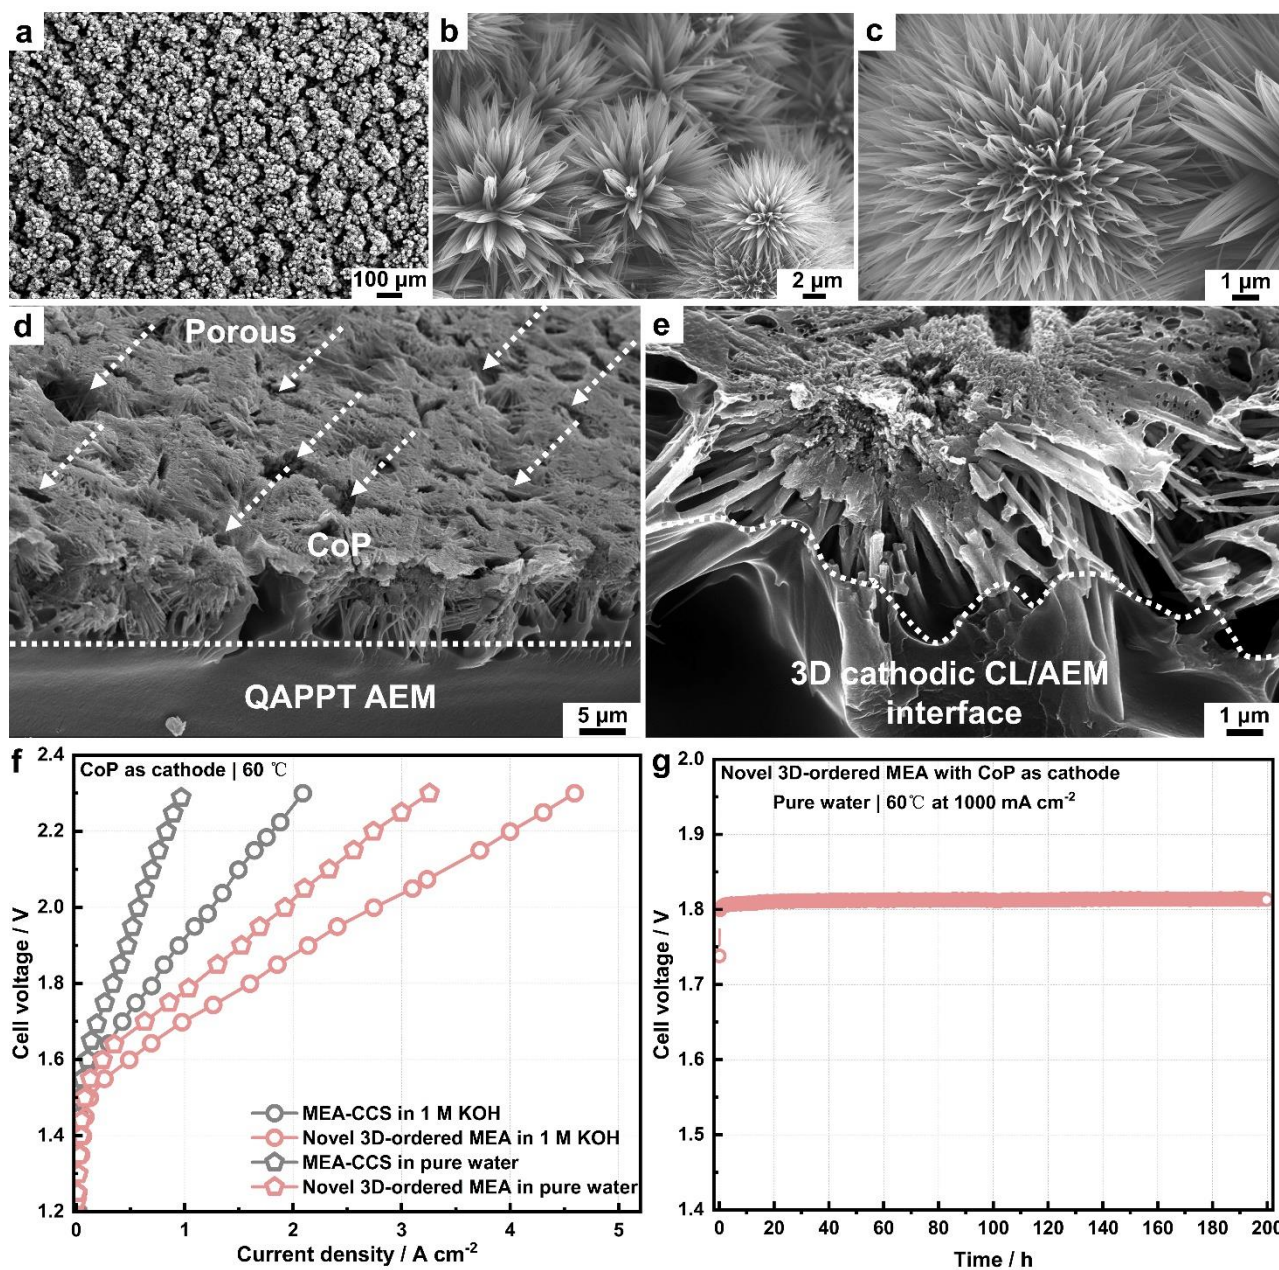 a
100 μm
b
2 μm
c
1 μm
d
Porous
CoP
QAPPT AEM
5 μm
e
3D cathodic CL/AEM
interface
1 μm
f
CoP as cathode | 60 ℃
2.4
2.2
2.0
1.8
1.6
1.4
1.2
Cell voltage / V
MEA-CCS in 1 M KOH
Novel 3D-ordered MEA in 1 M KOH
MEA-CCS in pure water
Novel 3D-ordered MEA in pure water
0 1 2 3 4 5
Current density / A cm⁻²
g
Novel 3D-ordered MEA with CoP as cathode
Pure water | 60℃ at 1000 mA cm⁻²
2.0
1.9
1.8
1.7
1.6
1.5
1.4
Cell voltage / V
0 20 40 60 80 100 120 140 160 180 200
Time / h